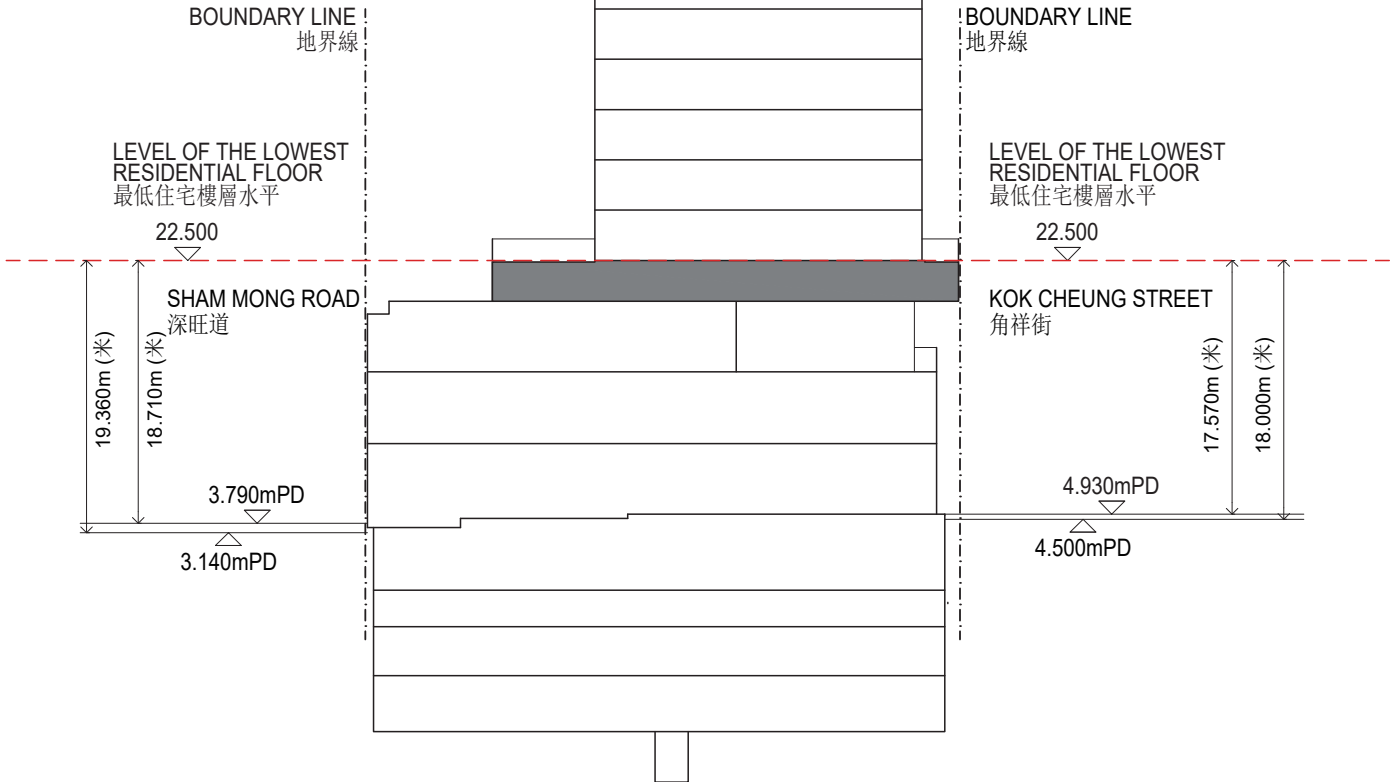 BOUNDARY LINE
地界線
BOUNDARY LINE
地界線
LEVEL OF THE LOWEST
RESIDENTIAL FLOOR
最低住宅樓層水平
22.500
LEVEL OF THE LOWEST
RESIDENTIAL FLOOR
最低住宅樓層水平
22.500
SHAM MONG ROAD
深旺道
KOK CHEUNG STREET
角祥街
19.360m (米)
18.710m (米)
17.570m (米)
18.000m (米)
3.790mPD
3.140mPD
4.930mPD
4.500mPD